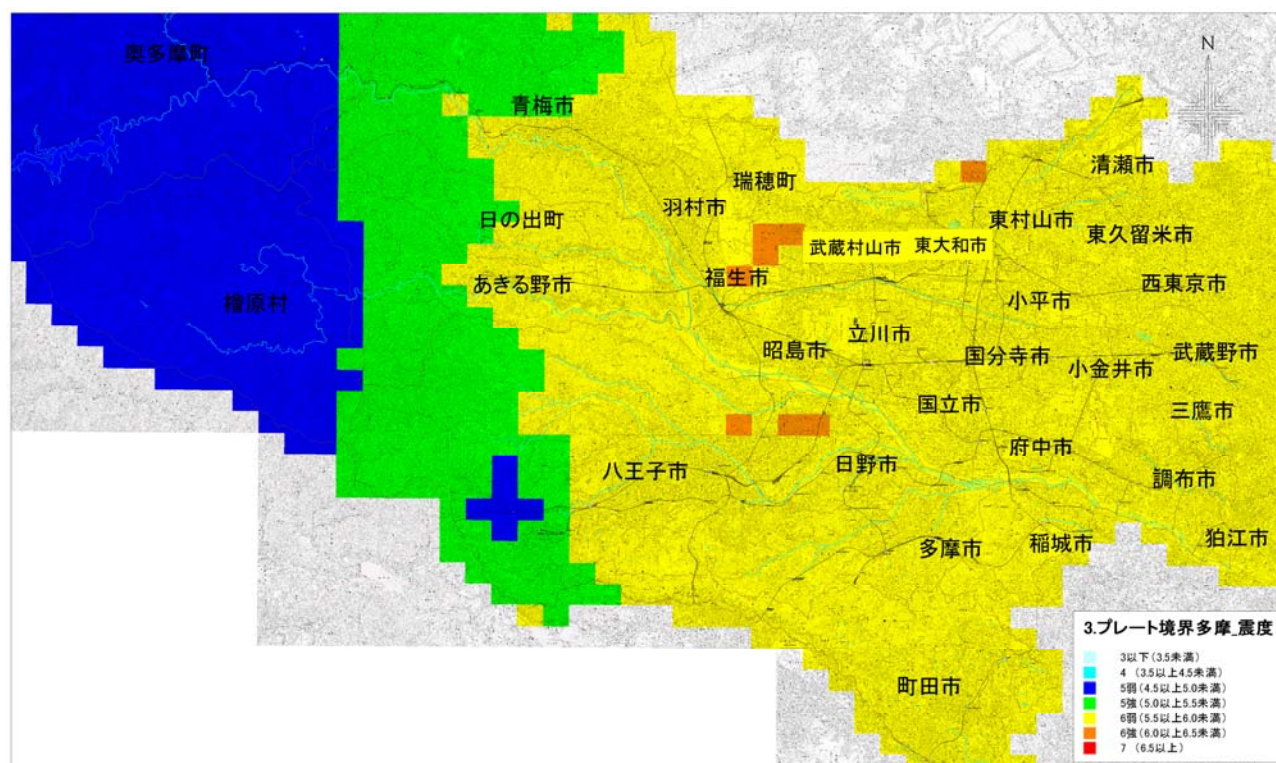 奥多摩町
N
青梅市
清瀬市
瑞穂町
羽村市
日の出町
東村山市
東久留米市
武蔵村山市
東大和市
福生市
あきる野市
西東京市
檜原村
小平市
立川市
昭島市
国分寺市
武蔵野市
小金井市
国立市
三鷹市
府中市
八王子市
日野市
調布市
多摩市
稲城市
狛江市
町田市
3.プレート境界多摩_震度
3以下(3.5未満)
4 (3.5以上4.5未満)
5弱(4.5以上5.0未満)
5強(5.0以上5.5未満)
6弱(5.5以上6.0未満)
6強(6.0以上6.5未満)
7 (6.5以上)